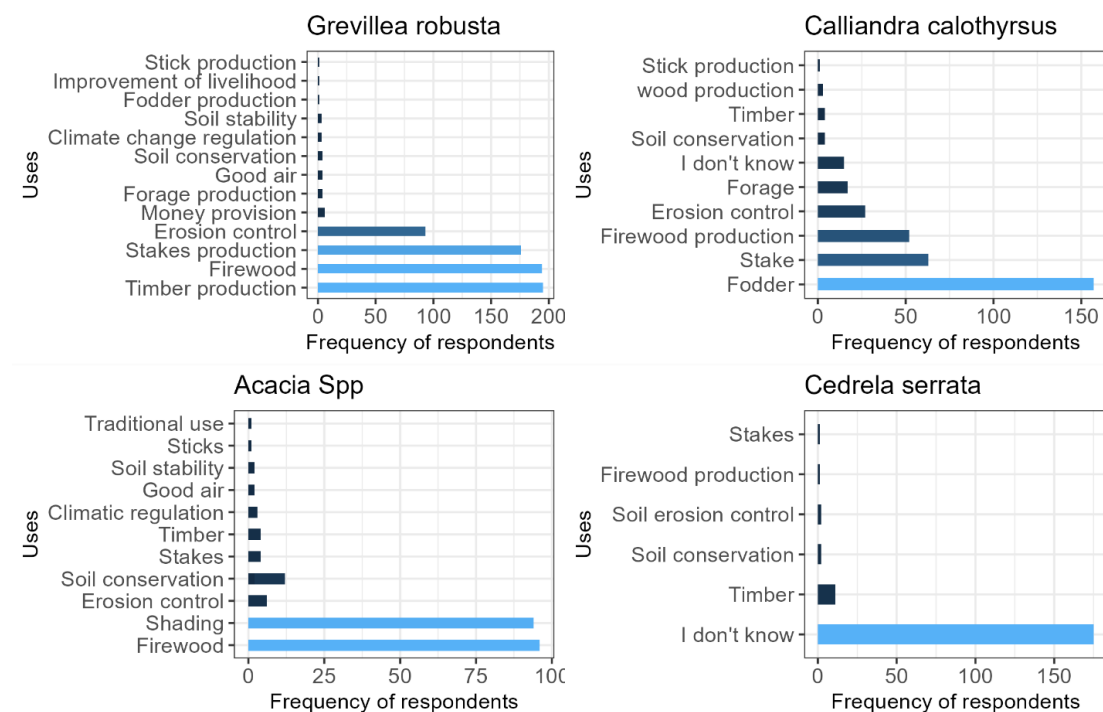 Grevillea robusta
Uses
Stick production
Improvement of livelihood
Fodder production
Soil stability
Climate change regulation
Soil conservation
Good air
Forage production
Money provision
Erosion control
Stakes production
Firewood
Timber production
0 50 100 150 200
Frequency of respondents
Calliandra calothyrsus
Uses
Stick production
wood production
Timber
Soil conservation
I don't know
Forage
Erosion control
Firewood production
Stake
Fodder
0 50 100 150
Frequency of respondents
Acacia Spp
Uses
Traditional use
Sticks
Soil stability
Good air
Climatic regulation
Timber
Stakes
Soil conservation
Erosion control
Shading
Firewood
0 25 50 75 100
Frequency of respondents
Cedrela serrata
Uses
Stakes
Firewood production
Soil erosion control
Soil conservation
Timber
I don't know
0 50 100 150
Frequency of respondents